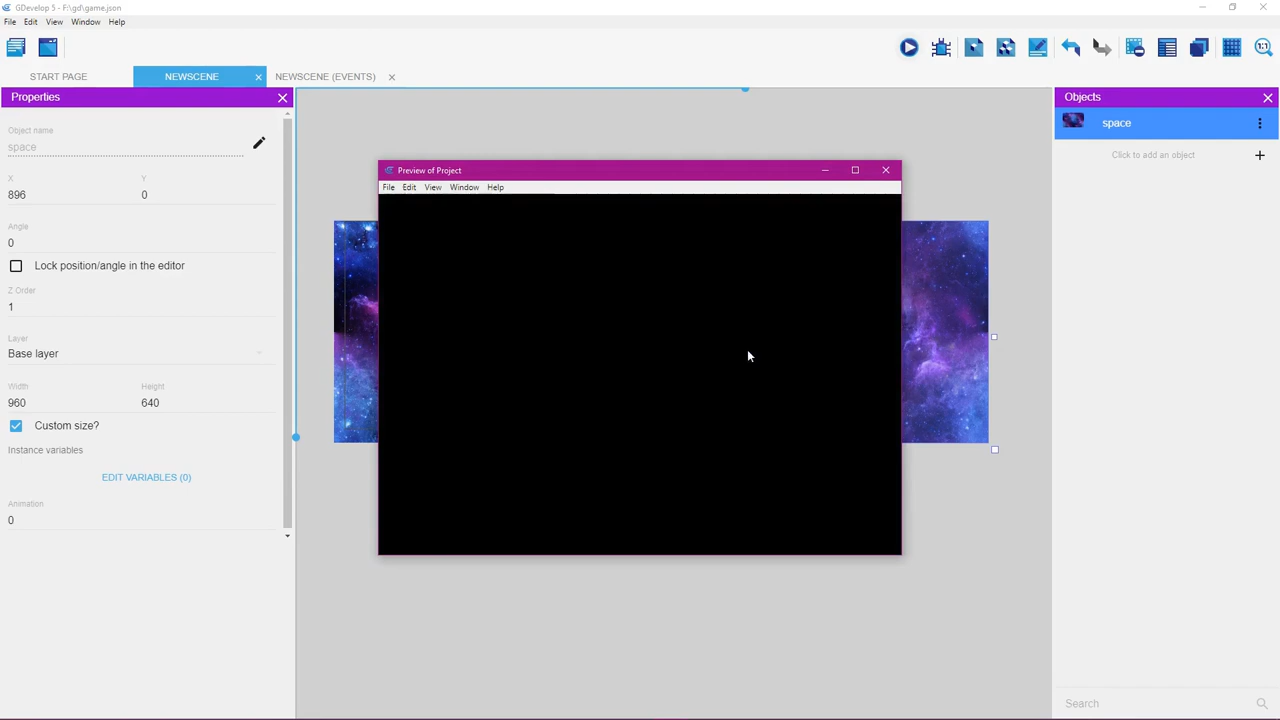 GDevelop 5 - F:\gd\game.json
File Edit View Window Help
START PAGE NEWSCENE NEWSCENE (EVENTS)
Properties
Objects
Object name
space
space
Click to add an object
X Y
896 0
Angle
0
Lock position/angle in the editor
Z Order
1
Layer
Base layer
Width Height
960 640
Custom size?
Instance variables
EDIT VARIABLES (0)
Animation
0
Preview of Project
File Edit View Window Help
Search
1:1